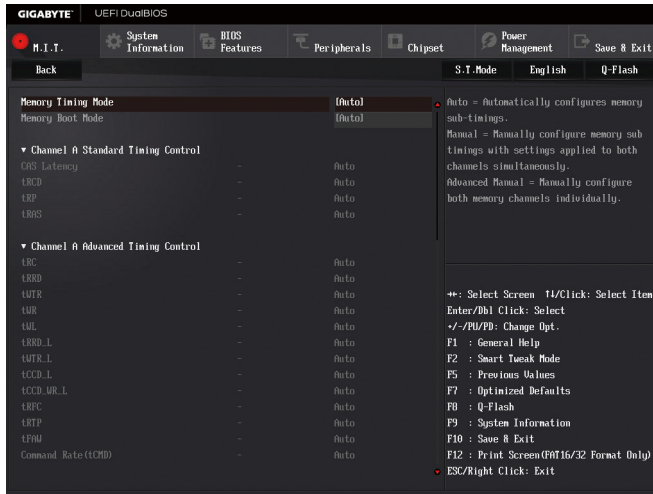 GIGABYTE™ UEFI DualBIOS
M.I.T. System Information BIOS Features Peripherals Chipset Power Management Save & Exit
Back S.T.Mode English Q-Flash
Memory Timing Mode [Auto]
Memory Boot Mode [Auto]
▼ Channel A Standard Timing Control
CAS Latency - Auto
tRCD - Auto
tRP - Auto
tRAS - Auto
▼ Channel A Advanced Timing Control
tRC - Auto
tRRD - Auto
tWTR - Auto
tWR - Auto
tWL - Auto
tRRD_L - Auto
tWTR_L - Auto
tCCD_L - Auto
tCCD_WR_L - Auto
tRFC - Auto
tRTP - Auto
tFAW - Auto
Command Rate(tCMD) - Auto
Auto = Automatically configures memory
sub-timings.
Manual = Manually configure memory sub
timings with settings applied to both
channels simultaneously.
Advanced Manual = Manually configure
both memory channels individually.
→←: Select Screen ↑↓/Click: Select Item
Enter/Dbl Click: Select
+/-/PU/PD: Change Opt.
F1 : General Help
F2 : Smart Tweak Mode
F5 : Previous Values
F7 : Optimized Defaults
F8 : Q-Flash
F9 : System Information
F10 : Save & Exit
F12 : Print Screen(FAT16/32 Format Only)
ESC/Right Click: Exit